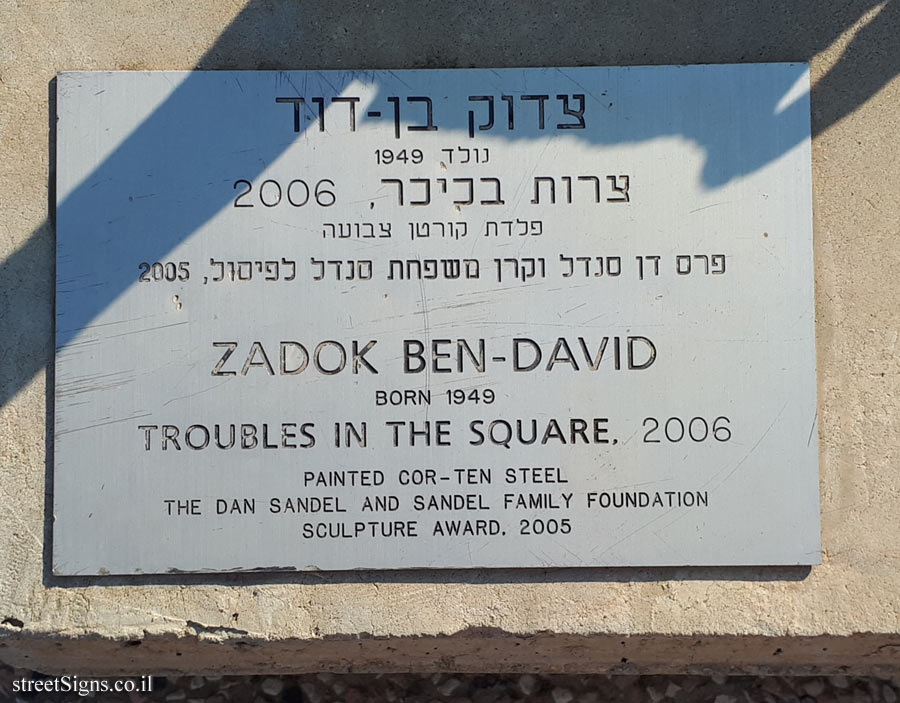 צדוק בן-דוד
נולד 1949
צרות בכיכר, 2006
פלדת קורטן צבועה
פרס דן סנדל וקרן משפחת סנדל לפיסול, 2005
ZADOK BEN-DAVID
BORN 1949
TROUBLES IN THE SQUARE, 2006
PAINTED COR-TEN STEEL
THE DAN SANDEL AND SANDEL FAMILY FOUNDATION
SCULPTURE AWARD, 2005
streetSigns.co.il